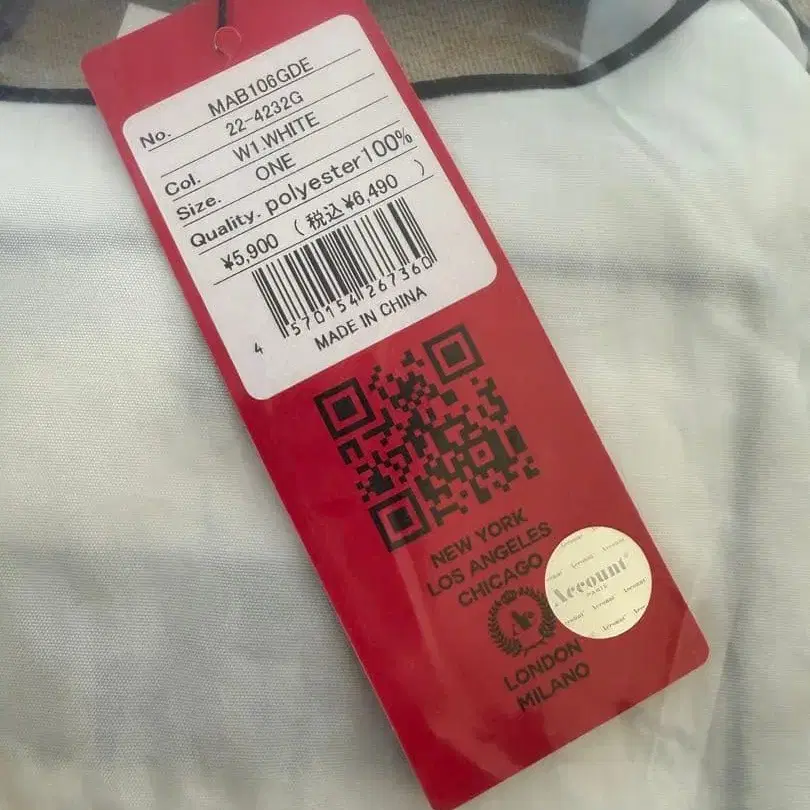 No. MAB106GDE
22-4232G
Col. W1.WHITE
Size. ONE
Quality. polyester100%
¥5,900 (税込¥6,490 )
4 570154 267360
MADE IN CHINA
NEW YORK
LOS ANGELES
CHICAGO
Account
PARIS
LONDON
MILANO